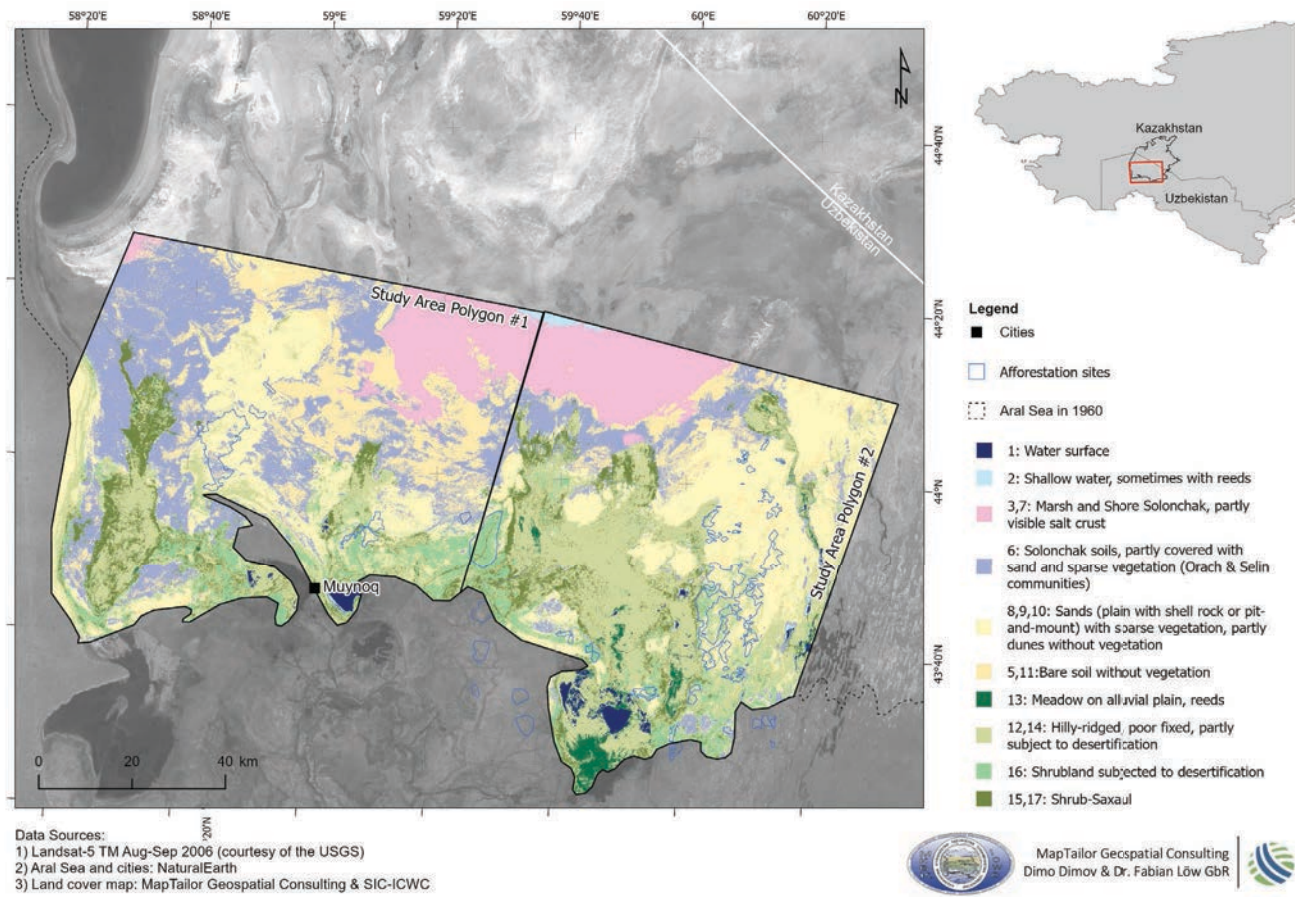 58°20'E 58°40'E 59°E 59°20'E 59°40'E 60°E 60°20'E
N
44°40'N
44°20'N
44°N
43°40'N
Kazakhstan
Uzbekistan
Study Area Polygon #1
Study Area Polygon #2
Muynoq
0 20 40 km
°20'N
Kazakhstan
Uzbekistan
Legend
Cities
Afforestation sites
Aral Sea in 1960
1: Water surface
2: Shallow water, sometimes with reeds
3,7: Marsh and Shore Solonchak, partly
visible salt crust
6: Solonchak soils, partly covered with
sand and sparse vegetation (Orach & Selin
communities)
8,9,10: Sands (plain with shell rock or pit-
and-mount) with sparse vegetation, partly
dunes without vegetation
5,11:Bare soil without vegetation
13: Meadow on alluvial plain, reeds
12,14: Hilly-ridged, poor fixed, partly
subject to desertification
16: Shrubland subjected to desertification
15,17: Shrub-Saxaul
Data Sources:
1) Landsat-5 TM Aug-Sep 2006 (courtesy of the USGS)
2) Aral Sea and cities: NaturalEarth
3) Land cover map: MapTailor Geospatial Consulting & SIC-ICWC
MapTailor Geospatial Consulting
Dimo Dimov & Dr. Fabian Löw GbR